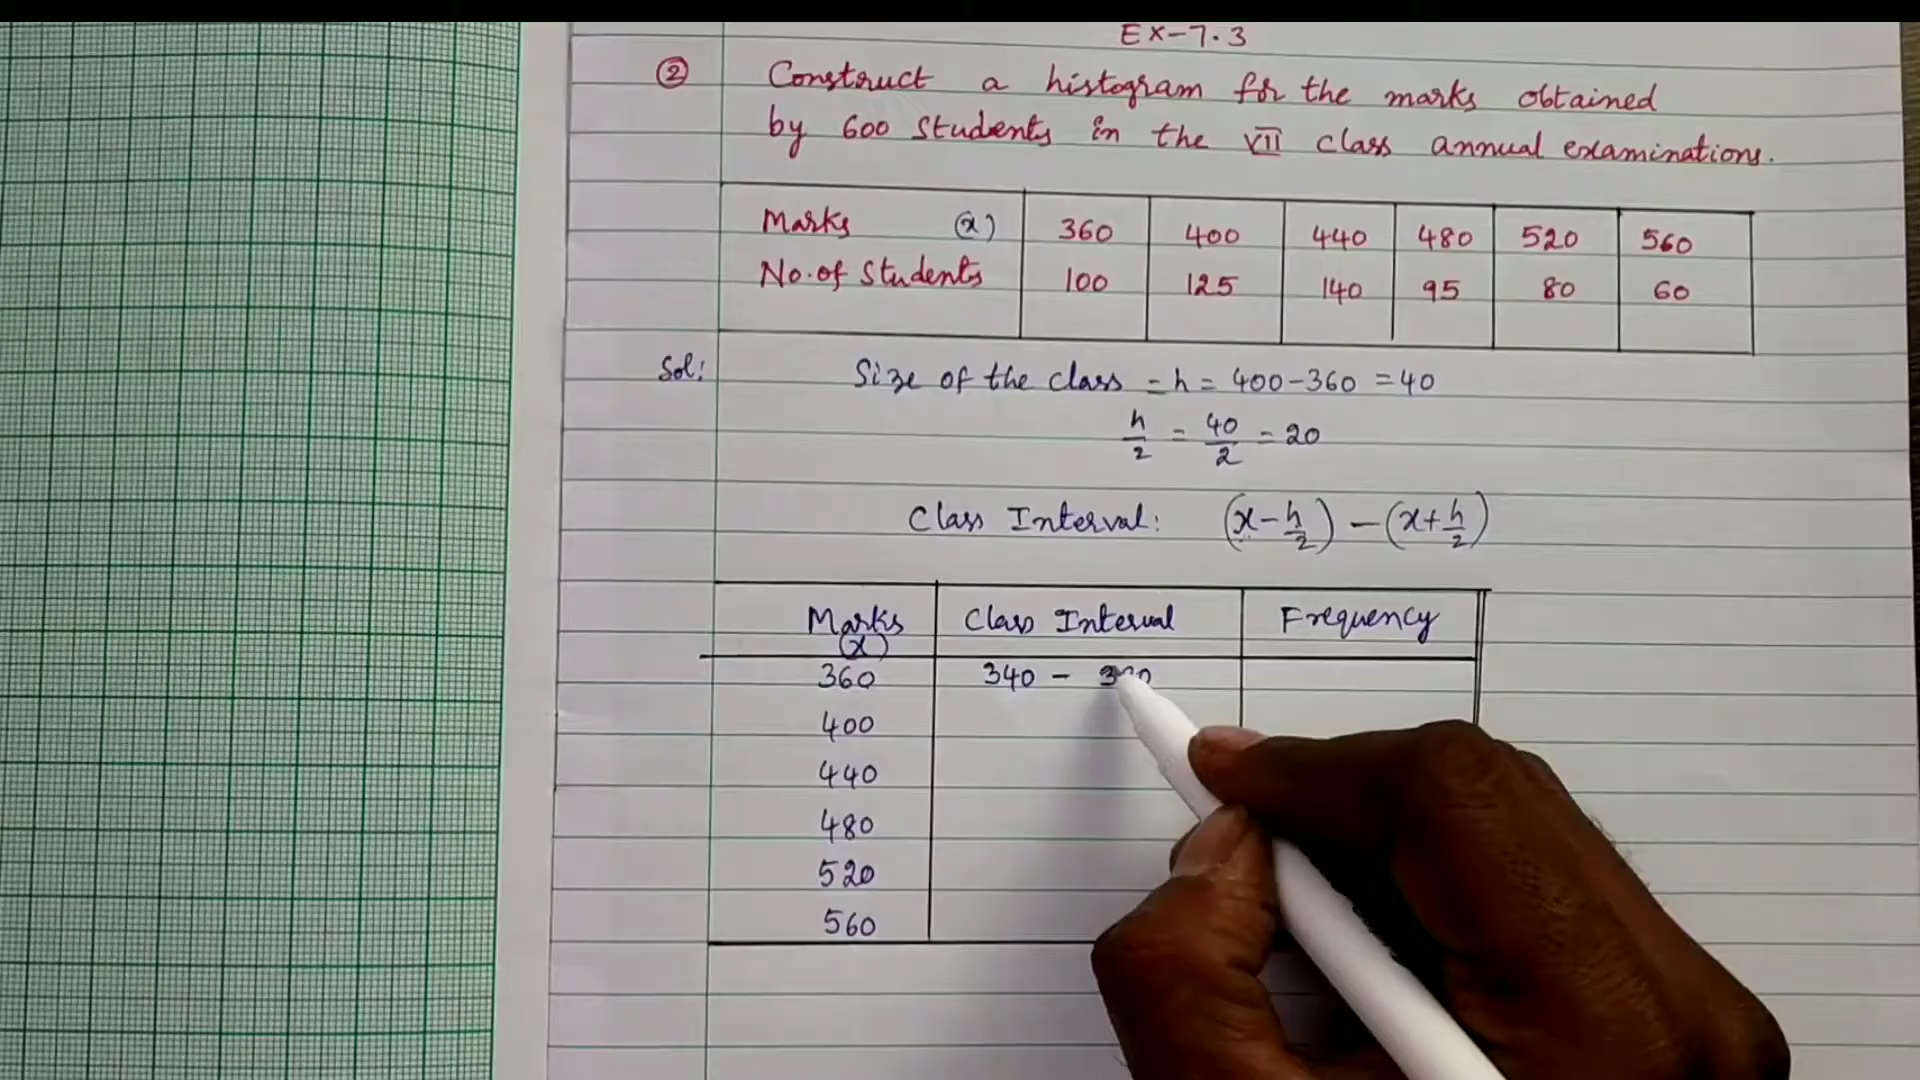 Ex-7.3
② Construct a histogram for the marks obtained
by 600 students in the VII class annual examinations.
Marks (x) 360 400 440 480 520 560
No. of Students 100 125 140 95 80 60
Sol: Size of the class = h = 400-360 = 40
h/2 = 40/2 = 20
Class Interval: (x-h/2) - (x+h/2)
Marks (x) Class Interval Frequency
360 340 -
400
440
480
520
560